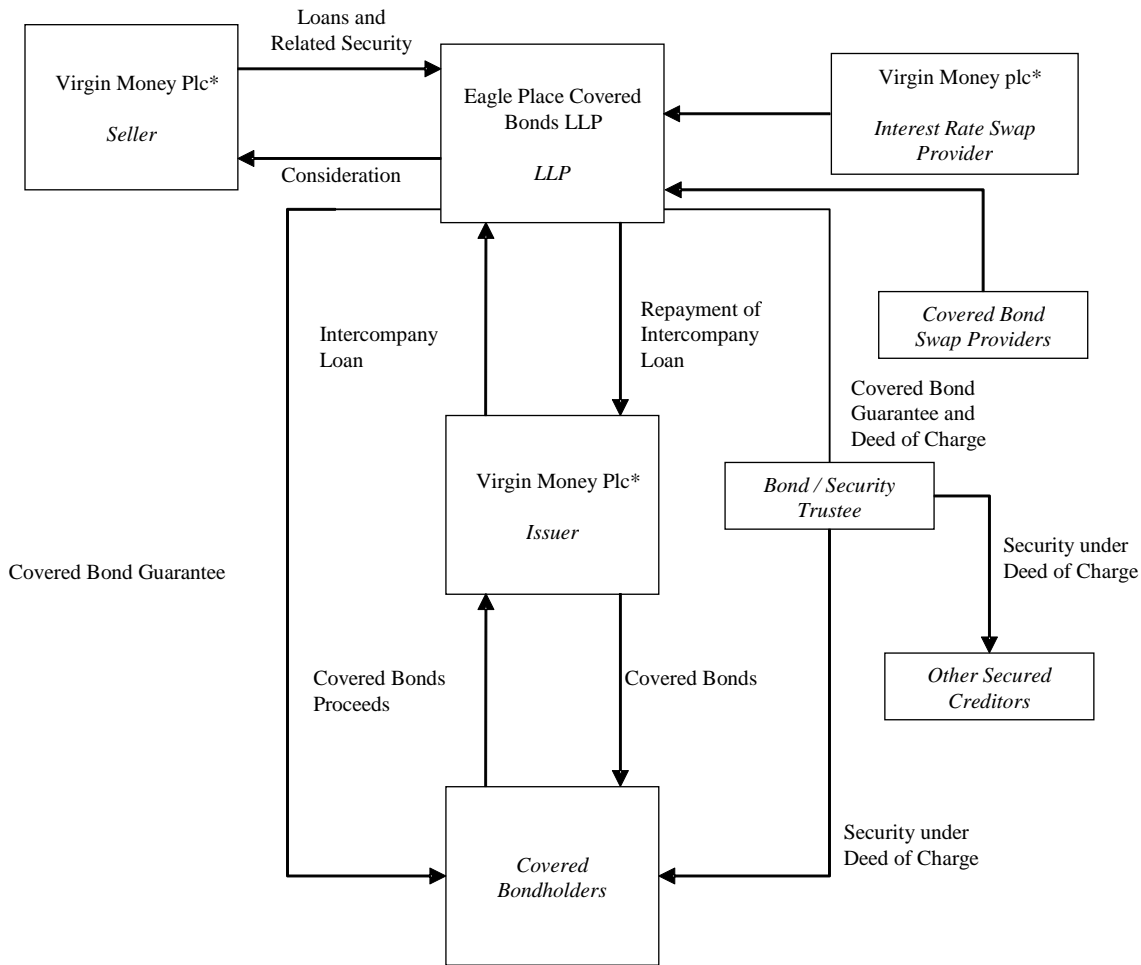 Loans and
Related Security
Virgin Money Plc*
Seller
Eagle Place Covered
Bonds LLP
LLP
Virgin Money plc*
Interest Rate Swap
Provider
Consideration
Intercompany
Loan
Repayment of
Intercompany
Loan
Covered Bond
Swap Providers
Covered Bond
Guarantee and
Deed of Charge
Virgin Money Plc*
Issuer
Bond / Security
Trustee
Security under
Deed of Charge
Covered Bond Guarantee
Covered Bonds
Proceeds
Covered Bonds
Other Secured
Creditors
Security under
Deed of Charge
Covered
Bondholders